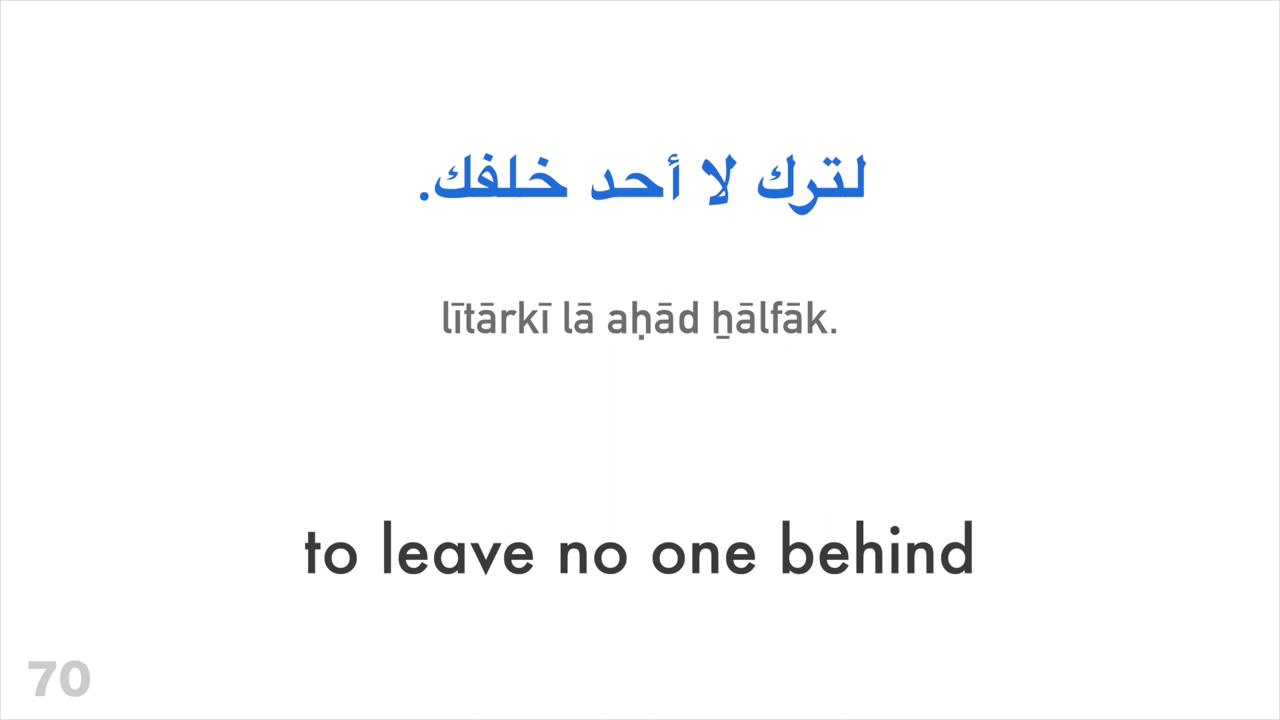 لترك لا أحد خلفك.
lītārkī lā aḥād ẖālfāk.
to leave no one behind
70